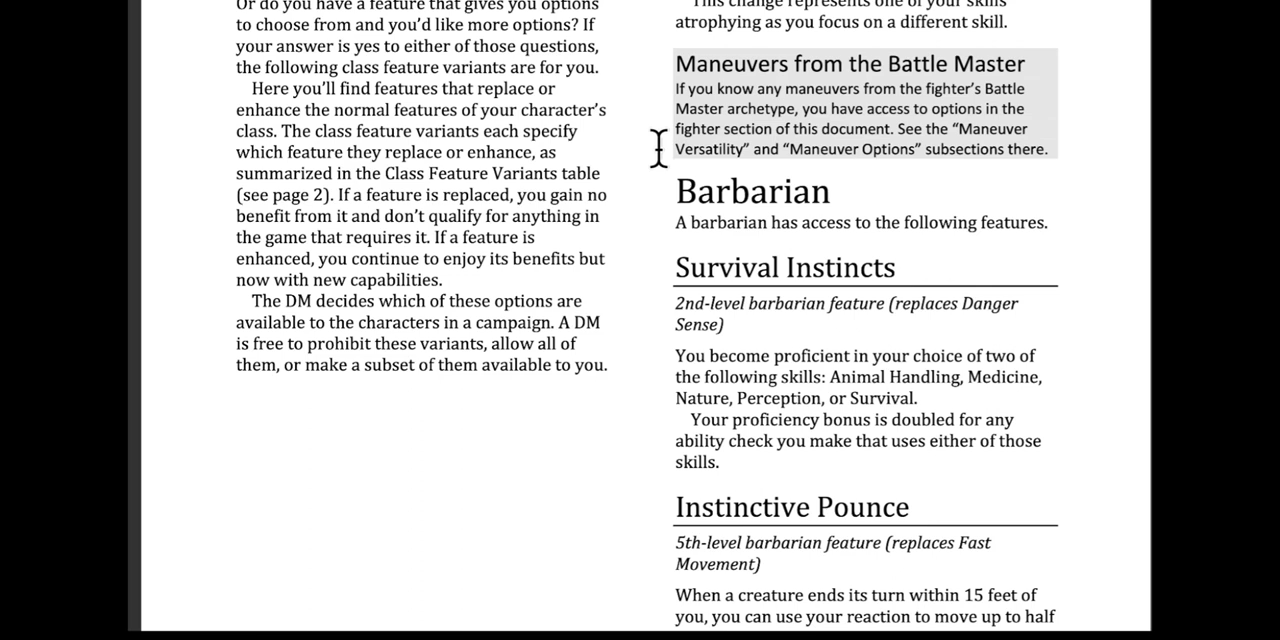 Or do you have a feature that gives you options
to choose from and you'd like more options? If
your answer is yes to either of those questions,
the following class feature variants are for you.
Here you'll find features that replace or
enhance the normal features of your character's
class. The class feature variants each specify
which feature they replace or enhance, as
summarized in the Class Feature Variants table
(see page 2). If a feature is replaced, you gain no
benefit from it and don't qualify for anything in
the game that requires it. If a feature is
enhanced, you continue to enjoy its benefits but
now with new capabilities.
The DM decides which of these options are
available to the characters in a campaign. A DM
is free to prohibit these variants, allow all of
them, or make a subset of them available to you.
This change represents one of your skills
atrophying as you focus on a different skill.
Maneuvers from the Battle Master
If you know any maneuvers from the fighter's Battle
Master archetype, you have access to options in the
fighter section of this document. See the “Maneuver
Versatility” and “Maneuver Options” subsections there.
Barbarian
A barbarian has access to the following features.
Survival Instincts
2nd-level barbarian feature (replaces Danger
Sense)
You become proficient in your choice of two of
the following skills: Animal Handling, Medicine,
Nature, Perception, or Survival.
Your proficiency bonus is doubled for any
ability check you make that uses either of those
skills.
Instinctive Pounce
5th-level barbarian feature (replaces Fast
Movement)
When a creature ends its turn within 15 feet of
you, you can use your reaction to move up to half